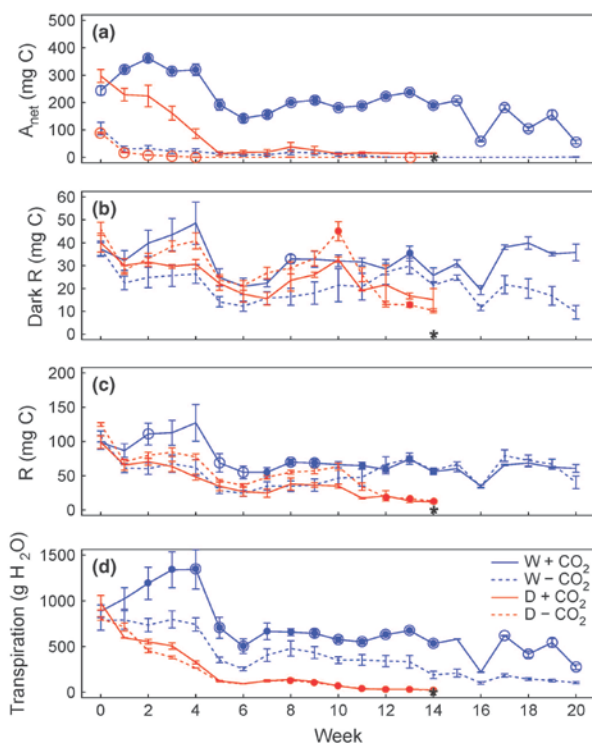 (a)
500
400
300
200
100
0
A_net (mg C)
*
(b)
60
50
40
30
20
10
0
Dark R (mg C)
*
(c)
200
150
100
50
0
R (mg C)
*
(d)
1500
1000
500
0
Transpiration (g H₂O)
W + CO₂
W − CO₂
D + CO₂
D − CO₂
*
0 2 4 6 8 10 12 14 16 18 20
Week